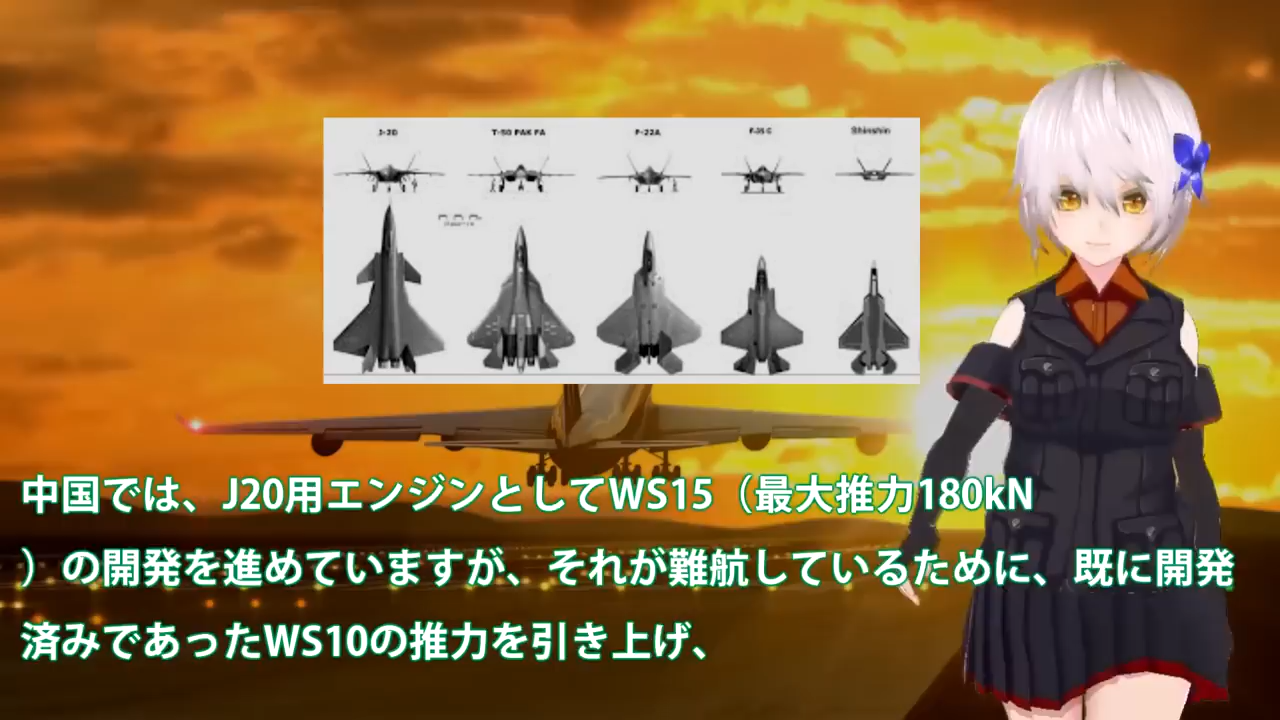 J-20 T-50 PAK FA F-22A F-35 C Shinshin
中国では、J20用エンジンとしてWS15（最大推力180kN
）の開発を進めていますが、それが難航しているために、既に開発
済みであったWS10の推力を引き上げ、